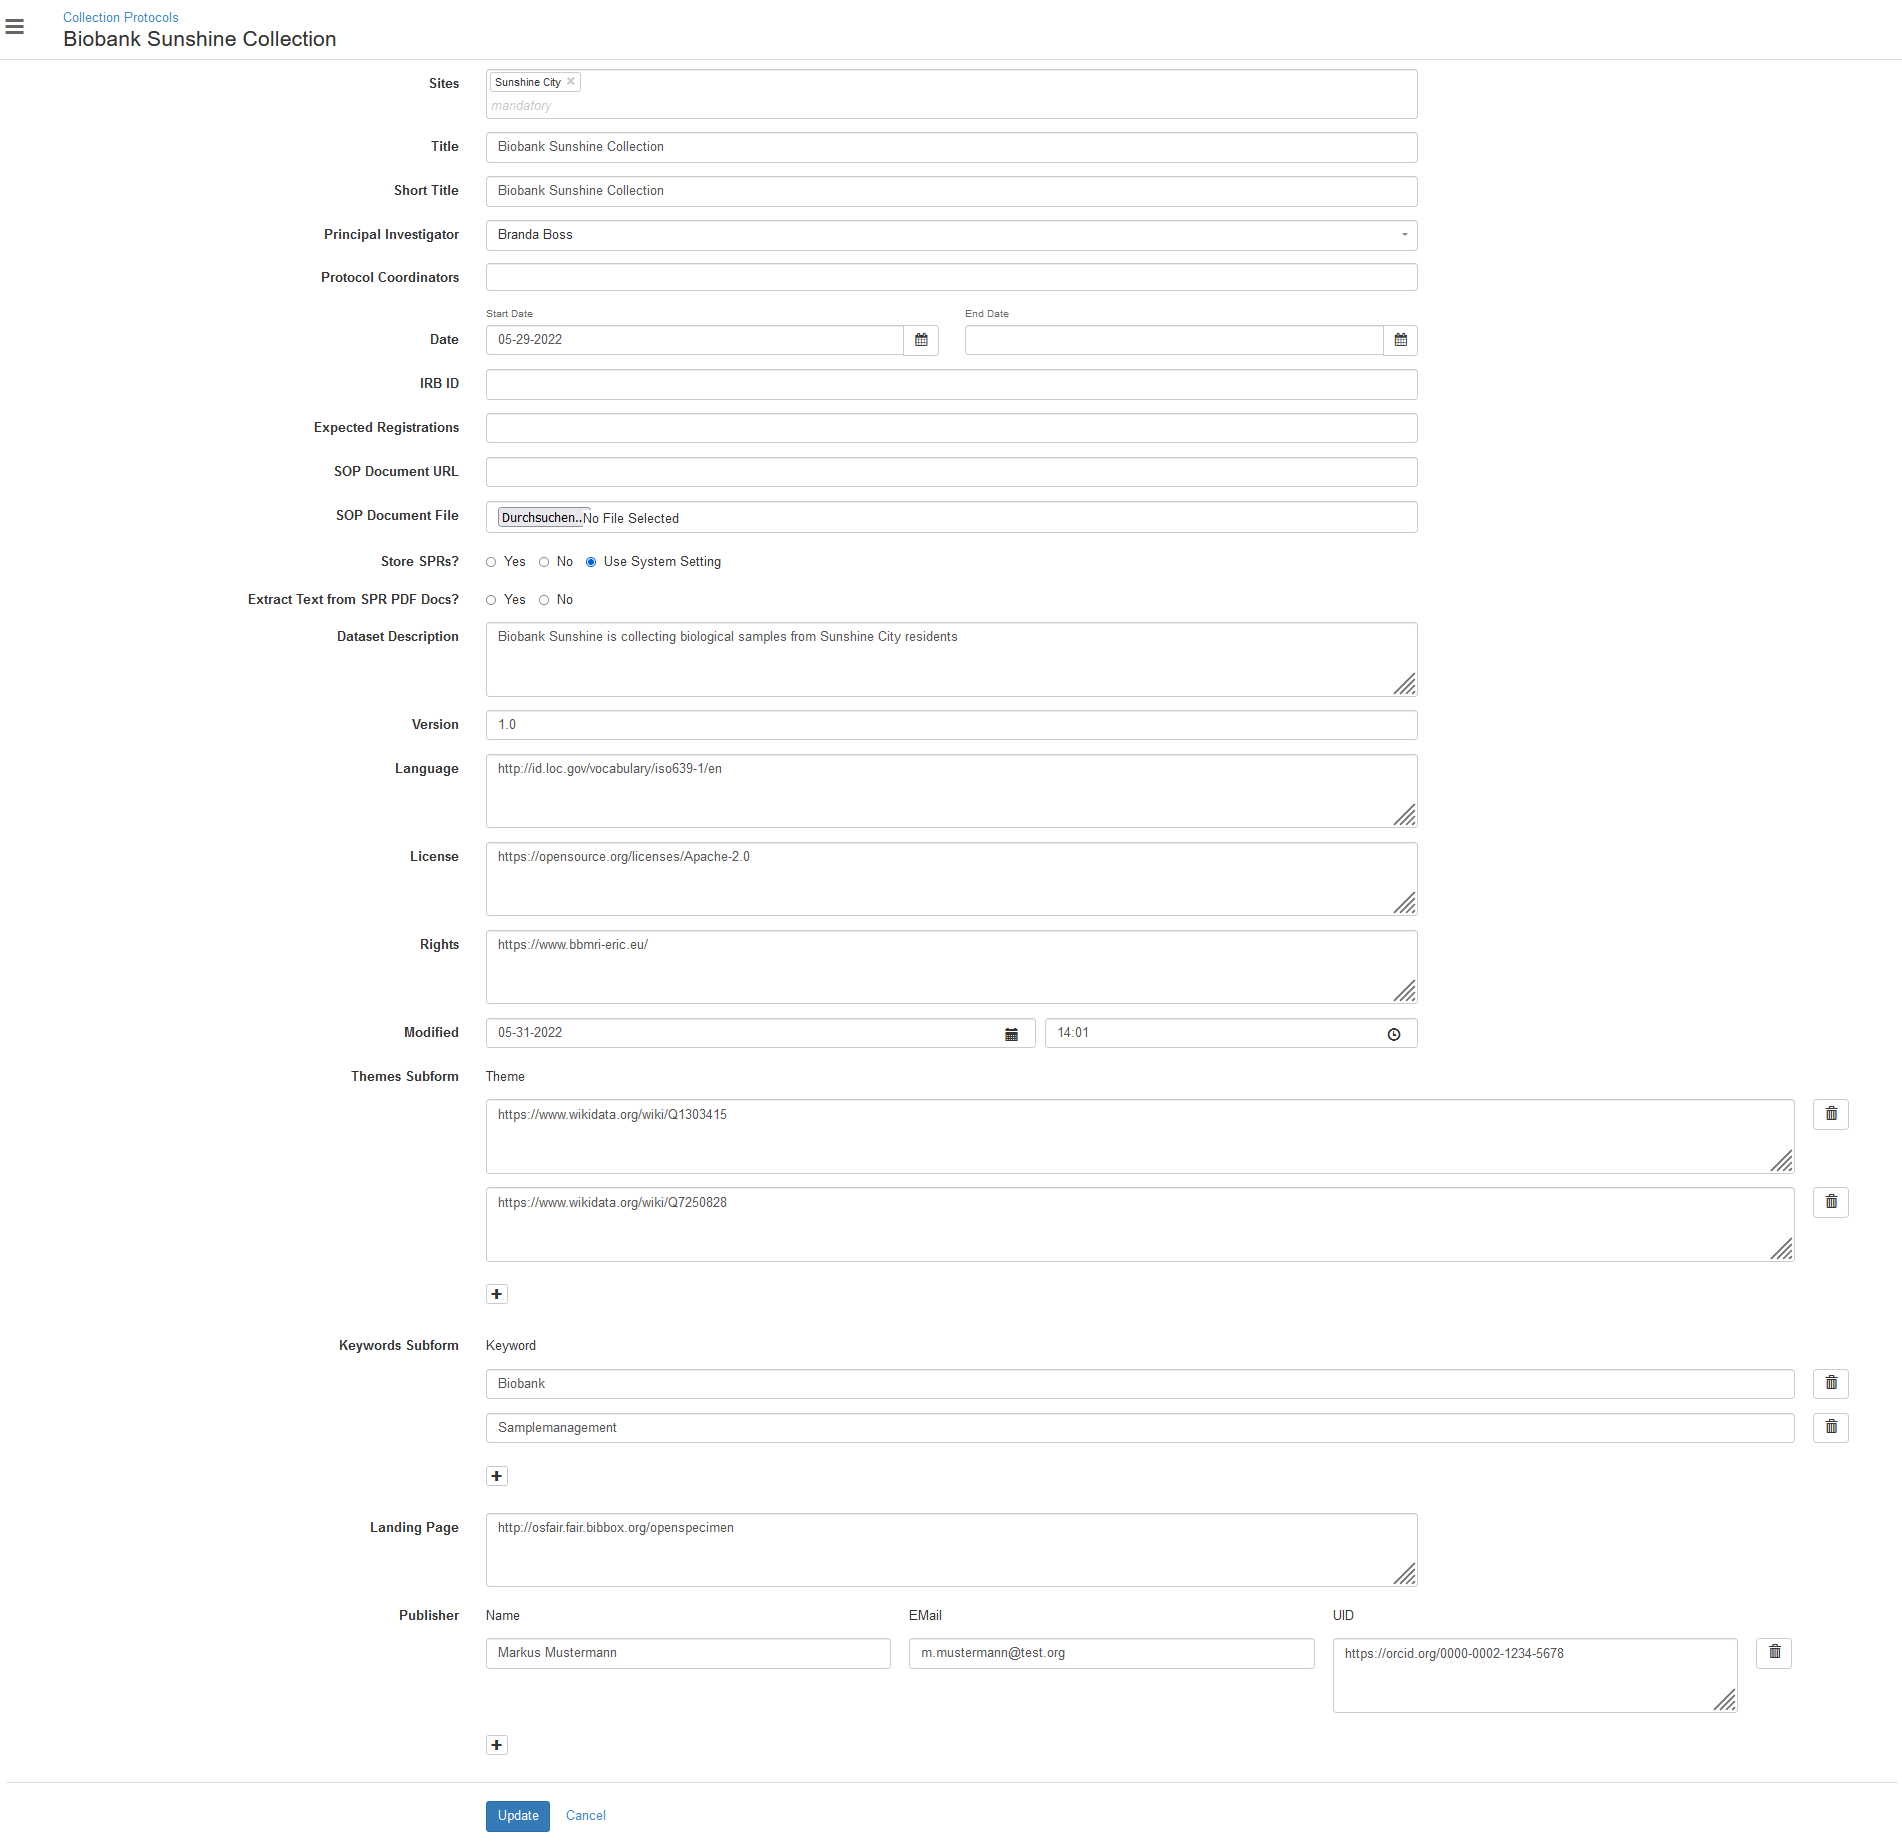 Collection Protocols
Biobank Sunshine Collection
Sites
Sunshine City ×
mandatory
Title
Biobank Sunshine Collection
Short Title
Biobank Sunshine Collection
Principal Investigator
Branda Boss
Protocol Coordinators
Start Date End Date
Date
05-29-2022
IRB ID
Expected Registrations
SOP Document URL
SOP Document File
Durchsuchen.. No File Selected
Store SPRs?
Yes No Use System Setting
Extract Text from SPR PDF Docs?
Yes No
Dataset Description
Biobank Sunshine is collecting biological samples from Sunshine City residents
Version
1.0
Language
http://id.loc.gov/vocabulary/iso639-1/en
License
https://opensource.org/licenses/Apache-2.0
Rights
https://www.bbmri-eric.eu/
Modified
05-31-2022 14:01
Themes Subform
Theme
https://www.wikidata.org/wiki/Q1303415
https://www.wikidata.org/wiki/Q7250828
+
Keywords Subform
Keyword
Biobank
Samplemanagement
+
Landing Page
http://osfair.fair.bibbox.org/openspecimen
Publisher
Name EMail UID
Markus Mustermann m.mustermann@test.org https://orcid.org/0000-0002-1234-5678
+
Update Cancel